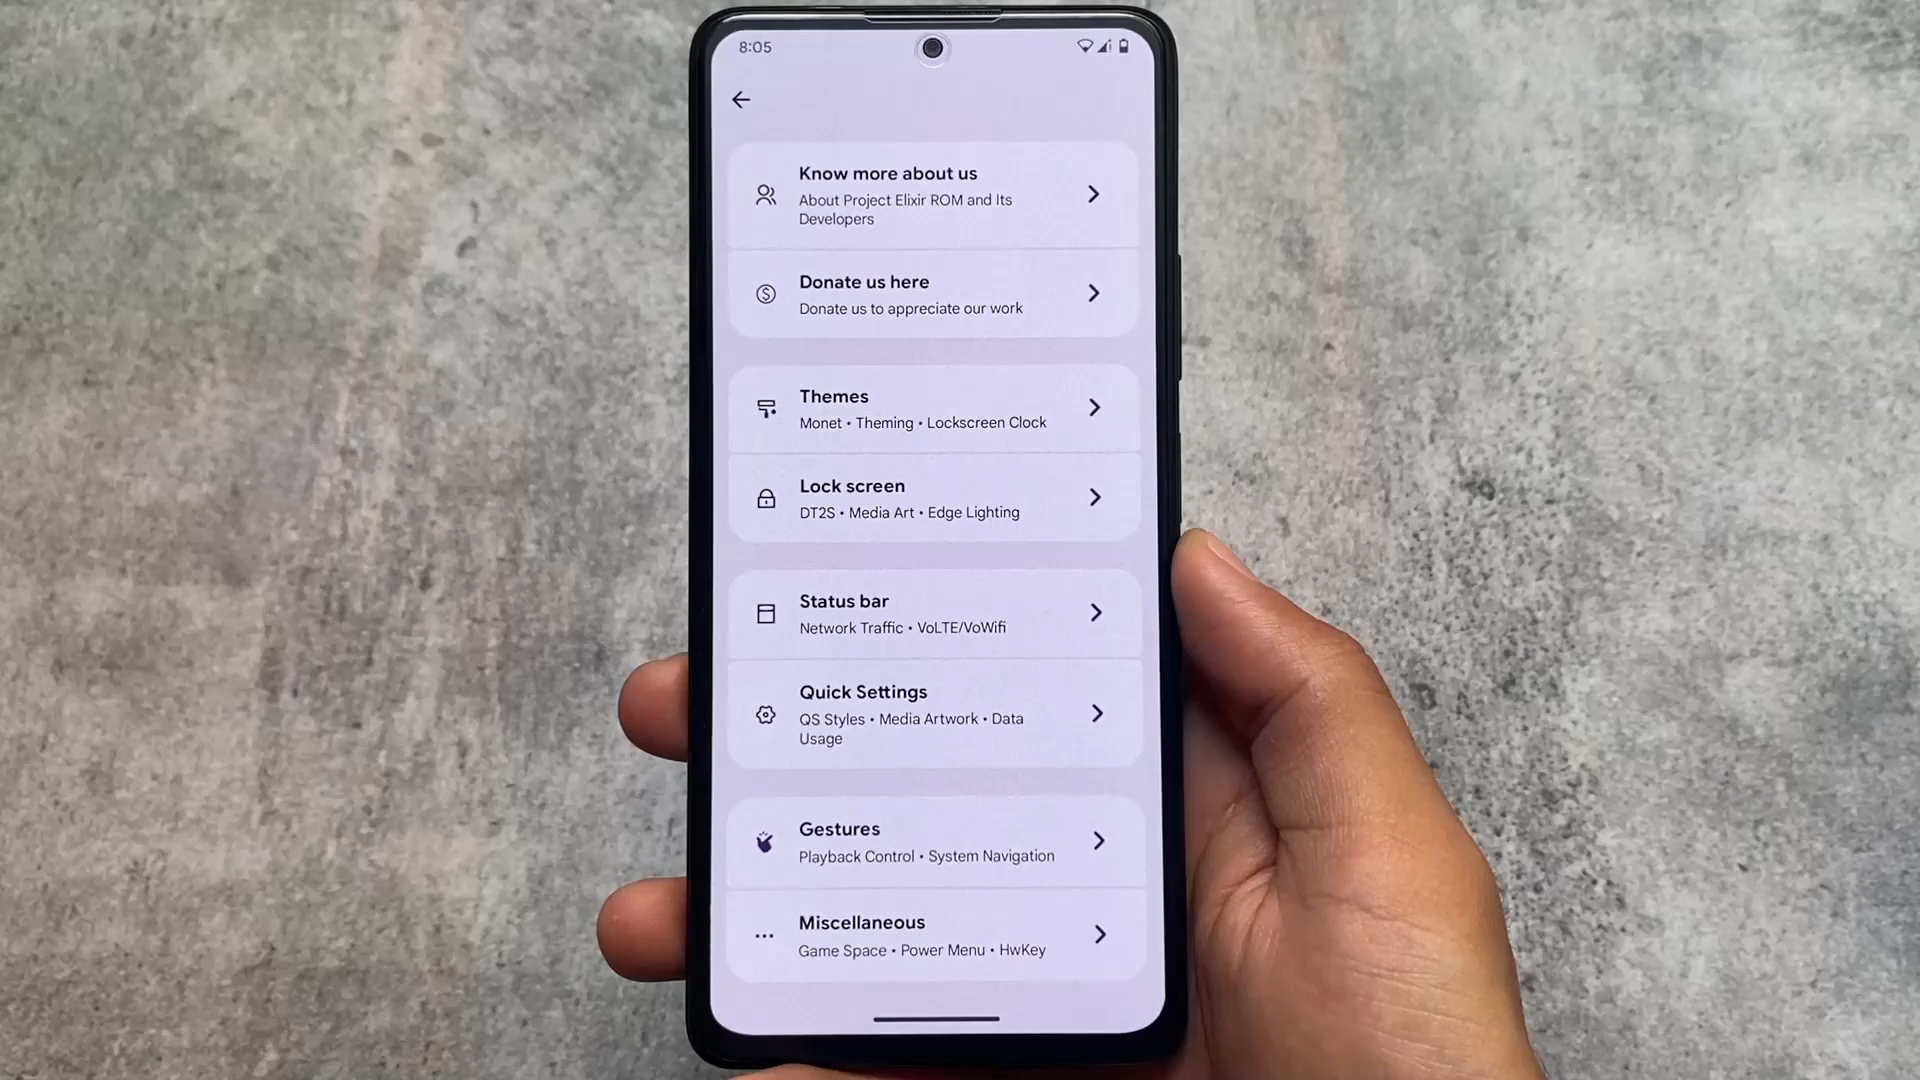 8:05
Know more about us
About Project Elixir ROM and Its
Developers
Donate us here
Donate us to appreciate our work
Themes
Monet • Theming • Lockscreen Clock
Lock screen
DT2S • Media Art • Edge Lighting
Status bar
Network Traffic • VoLTE/VoWifi
Quick Settings
QS Styles • Media Artwork • Data
Usage
Gestures
Playback Control • System Navigation
Miscellaneous
Game Space • Power Menu • HwKey